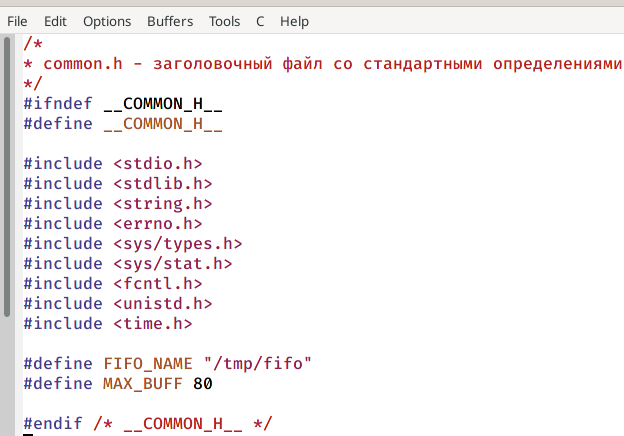 File Edit Options Buffers Tools C Help
/*
* common.h - заголовочный файл со стандартными определениями
*/
#ifndef __COMMON_H__
#define __COMMON_H__
#include <stdio.h>
#include <stdlib.h>
#include <string.h>
#include <errno.h>
#include <sys/types.h>
#include <sys/stat.h>
#include <fcntl.h>
#include <unistd.h>
#include <time.h>
#define FIFO_NAME "/tmp/fifo"
#define MAX_BUFF 80
#endif /* __COMMON_H__ */